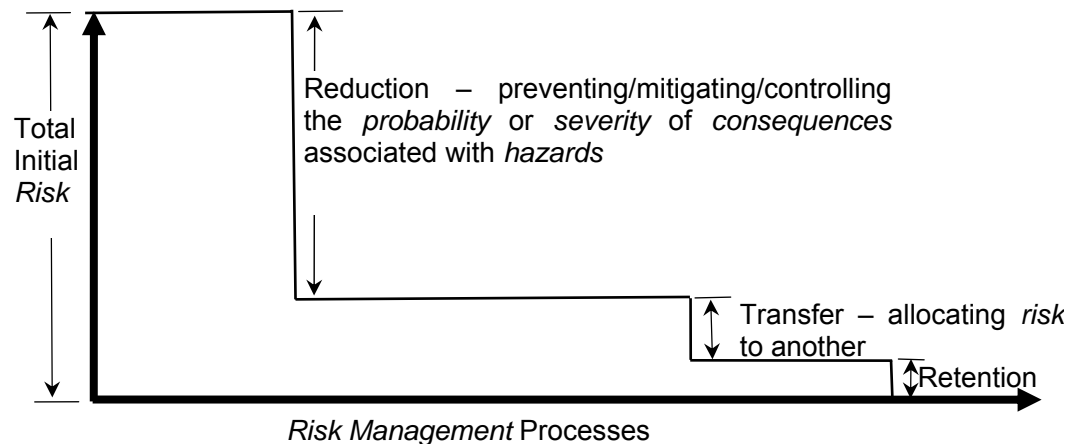 Total
Initial
Risk
Reduction – preventing/mitigating/controlling
the probability or severity of consequences
associated with hazards
Transfer – allocating risk
to another
Retention
Risk Management Processes